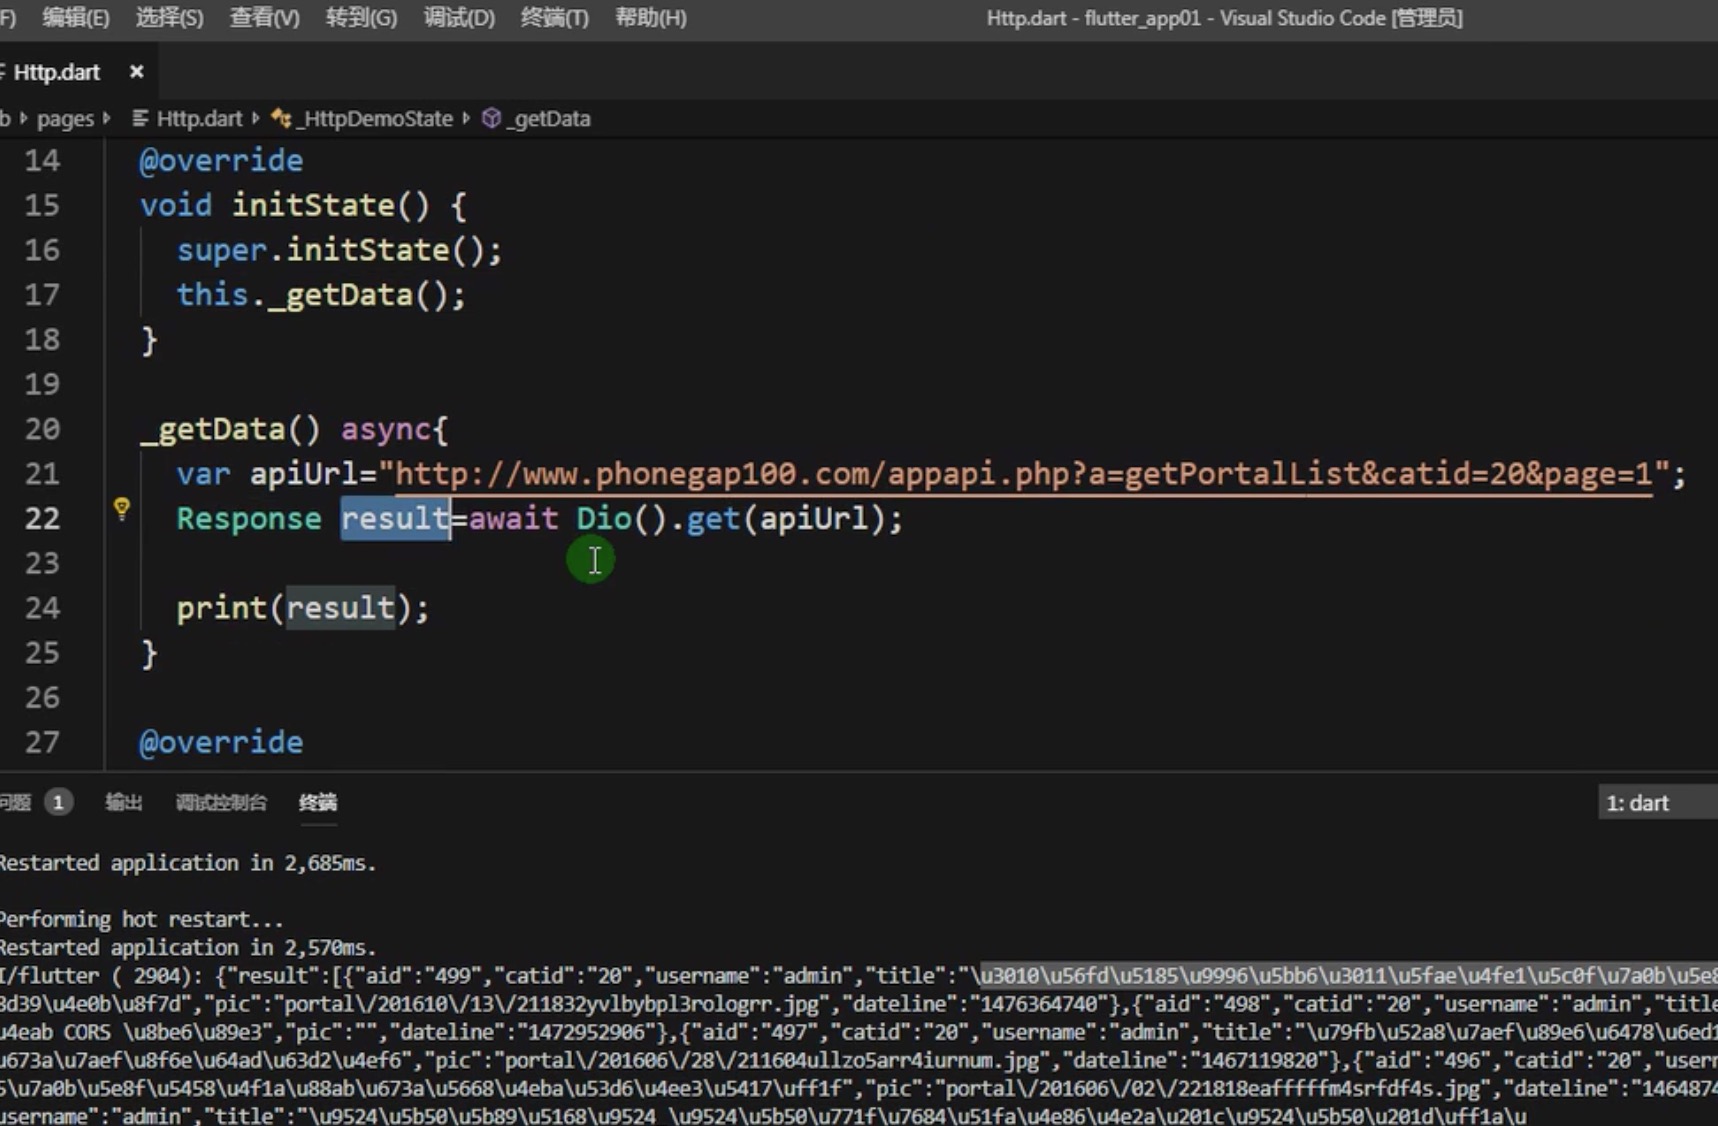 F) 编辑(E) 选择(S) 查看(V) 转到(G) 调试(D) 终端(T) 帮助(H) Http.dart - flutter_app01 - Visual Studio Code [管理员]
Http.dart ×
b › pages › Http.dart › _HttpDemoState › _getData
14 @override
15 void initState() {
16 super.initState();
17 this._getData();
18 }
19
20 _getData() async{
21 var apiUrl="http://www.phonegap100.com/appapi.php?a=getPortalList&catid=20&page=1";
22 Response result=await Dio().get(apiUrl);
23
24 print(result);
25 }
26
27 @override
问题 1 输出 调试控制台 终端 1: dart
Restarted application in 2,685ms.
Performing hot restart...
Restarted application in 2,570ms.
I/flutter ( 2904): {"result":[{"aid":"499","catid":"20","username":"admin","title":"\u3010\u56fd\u5185\u9996\u5bb6\u3011\u5fae\u4fe1\u5c0f\u7a0b\u5e8
8d39\u4e0b\u8f7d","pic":"portal\/201610\/13\/211832yvlbybpl3rologrr.jpg","dateline":"1476364740"},{"aid":"498","catid":"20","username":"admin","title
u4eab CORS \u8be6\u89e3","pic":"","dateline":"1472952906"},{"aid":"497","catid":"20","username":"admin","title":"\u79fb\u52a8\u7aef\u89e6\u6478\u6ed1
u673a\u7aef\u8f6e\u64ad\u63d2\u4ef6","pic":"portal\/201606\/28\/211604ullzo5arr4iurnum.jpg","dateline":"1467119820"},{"aid":"496","catid":"20","usern
5\u7a0b\u5e8f\u5458\u4f1a\u88ab\u673a\u5668\u4eba\u53d6\u4ee3\u5417\uff1f","pic":"portal\/201606\/02\/221818eafffffm4srfdf4s.jpg","dateline":"1464874
username":"admin","title":"\u9524\u5b50\u5b89\u5168\u9524 \u9524\u5b50\u771f\u7684\u51fa\u4e86\u4e2a\u201c\u9524\u5b50\u201d\uff1a\u